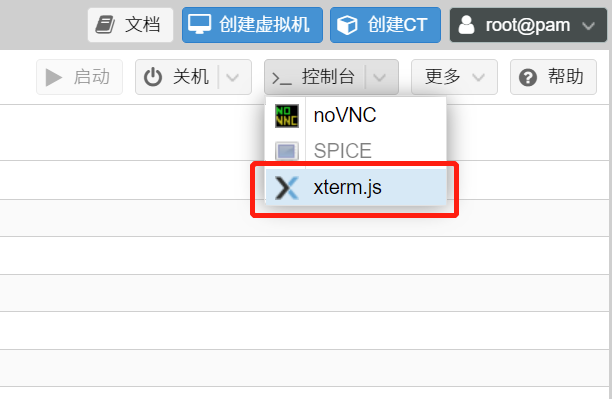 文档 创建虚拟机 创建CT root@pam
启动 关机 >_ 控制台 更多 帮助
noVNC
SPICE
xterm.js